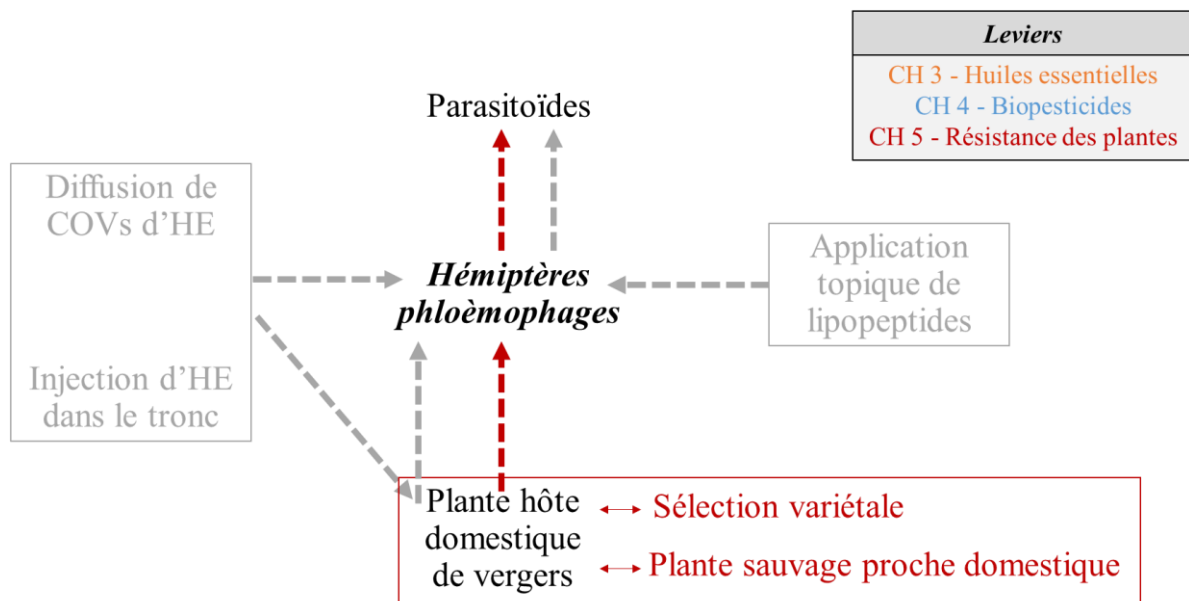 Leviers
CH 3 - Huiles essentielles
CH 4 - Biopesticides
CH 5 - Résistance des plantes
Parasitoïdes
Diffusion de
COVs d'HE
Injection d'HE
dans le tronc
Hémiptères
phloèmophages
Application
topique de
lipopeptides
Plante hôte
domestique
de vergers
Sélection variétale
Plante sauvage proche domestique